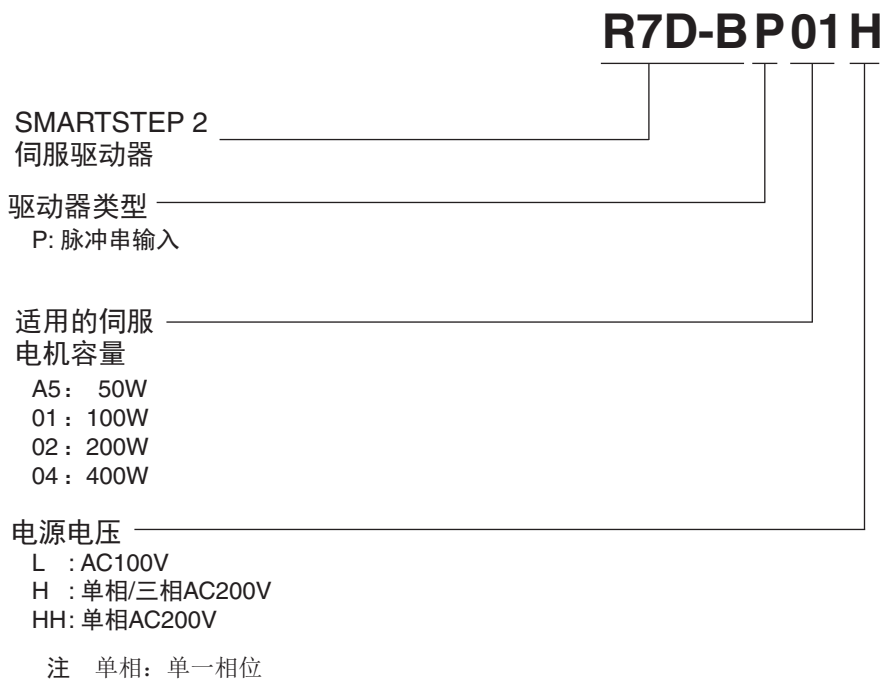 R7D-BP01H
SMARTSTEP 2
伺服驱动器
驱动器类型
P: 脉冲串输入
适用的伺服
电机容量
A5： 50W
01：100W
02：200W
04：400W
电源电压
L : AC100V
H : 单相/三相AC200V
HH: 单相AC200V
注 单相：单一相位